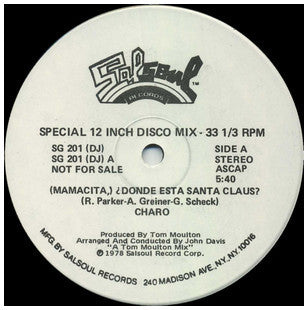 Salsoul™
RECORDS
SPECIAL 12 INCH DISCO MIX - 33 1/3 RPM
SG 201 (DJ) SIDE A
SG 201 (DJ) A STEREO
NOT FOR SALE ASCAP
5:40
(MAMACITA,) ¿DONDE ESTA SANTA CLAUS?
(R. Parker-A. Greiner-G. Scheck)
CHARO
Produced By Tom Moulton
Arranged And Conducted By John Davis
"A Tom Moulton Mix"
©1978 Salsoul Record Corp.
MFG. BY SALSOUL RECORDS 240 MADISON AVE., NY, NY. 10016